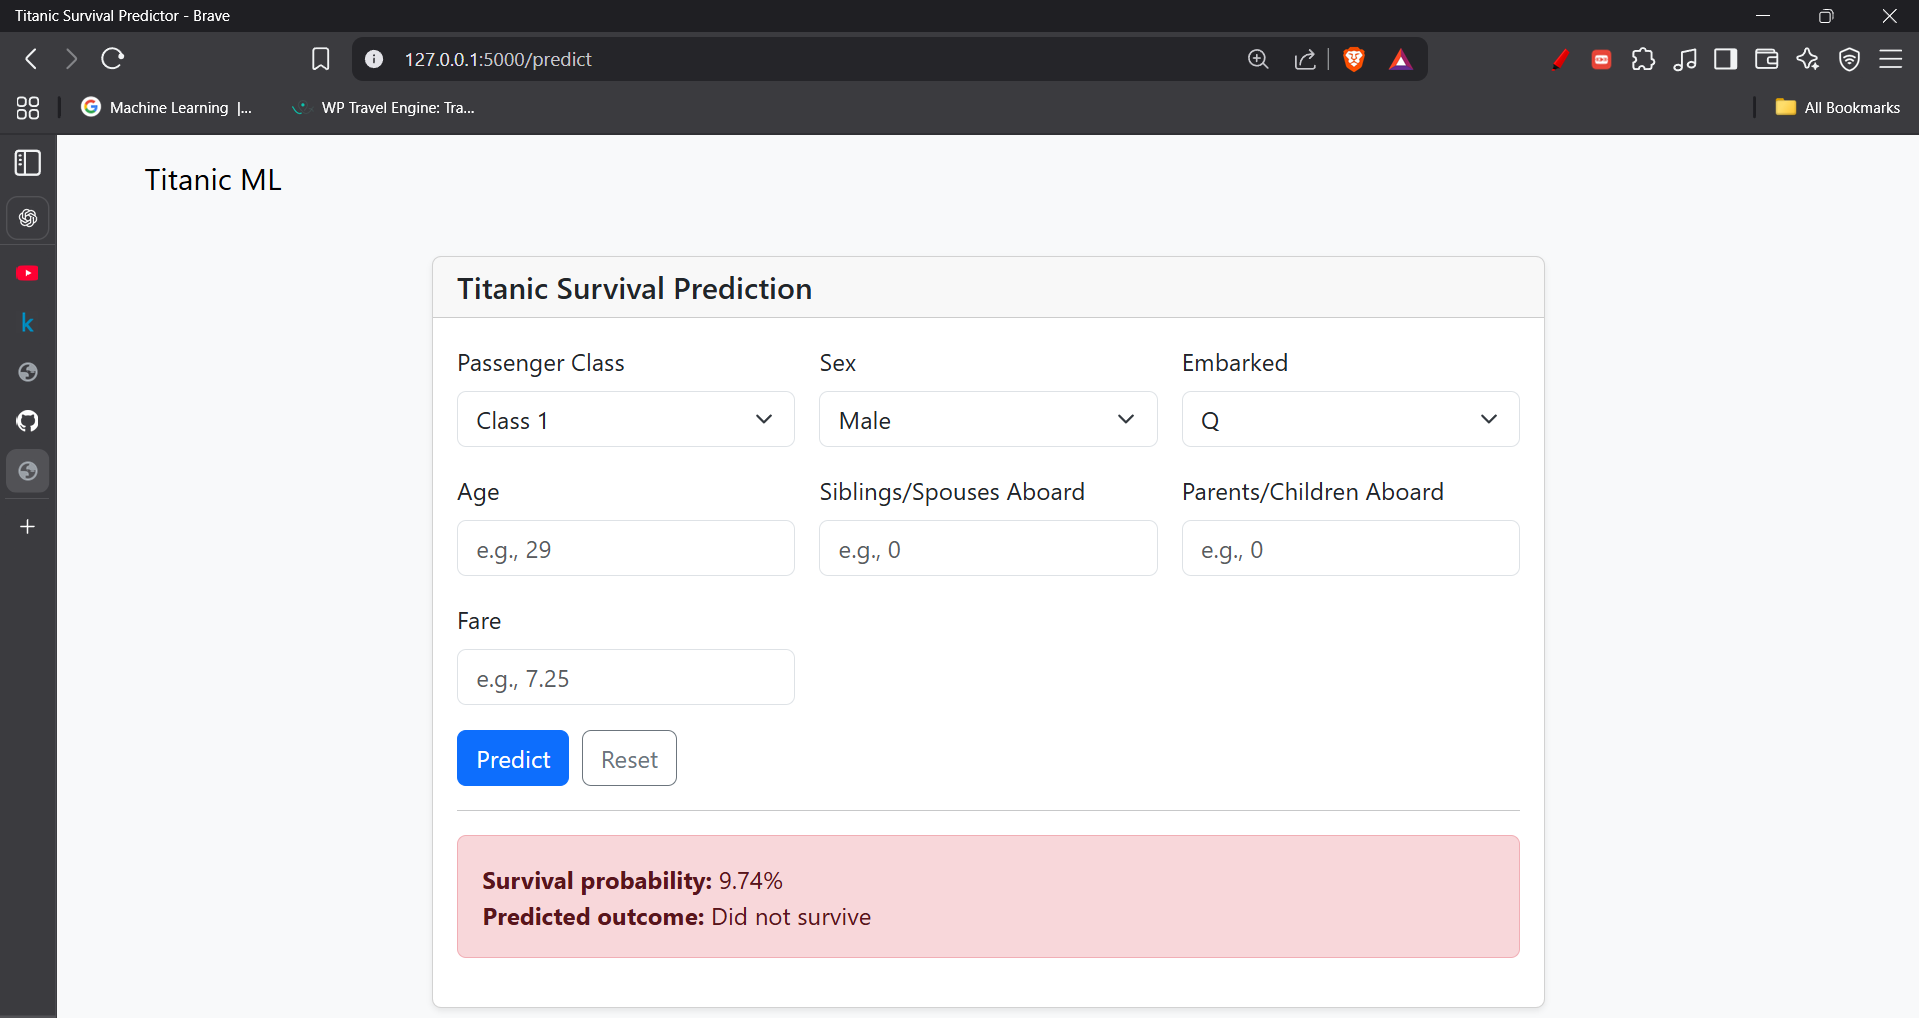 Titanic Survival Predictor - Brave
127.0.0.1:5000/predict
Machine Learning |...
WP Travel Engine: Tra...
All Bookmarks
Titanic ML
Titanic Survival Prediction
Passenger Class
Sex
Embarked
Class 1
Male
Q
Age
Siblings/Spouses Aboard
Parents/Children Aboard
e.g., 29
e.g., 0
e.g., 0
Fare
e.g., 7.25
Predict
Reset
Survival probability: 9.74%
Predicted outcome: Did not survive